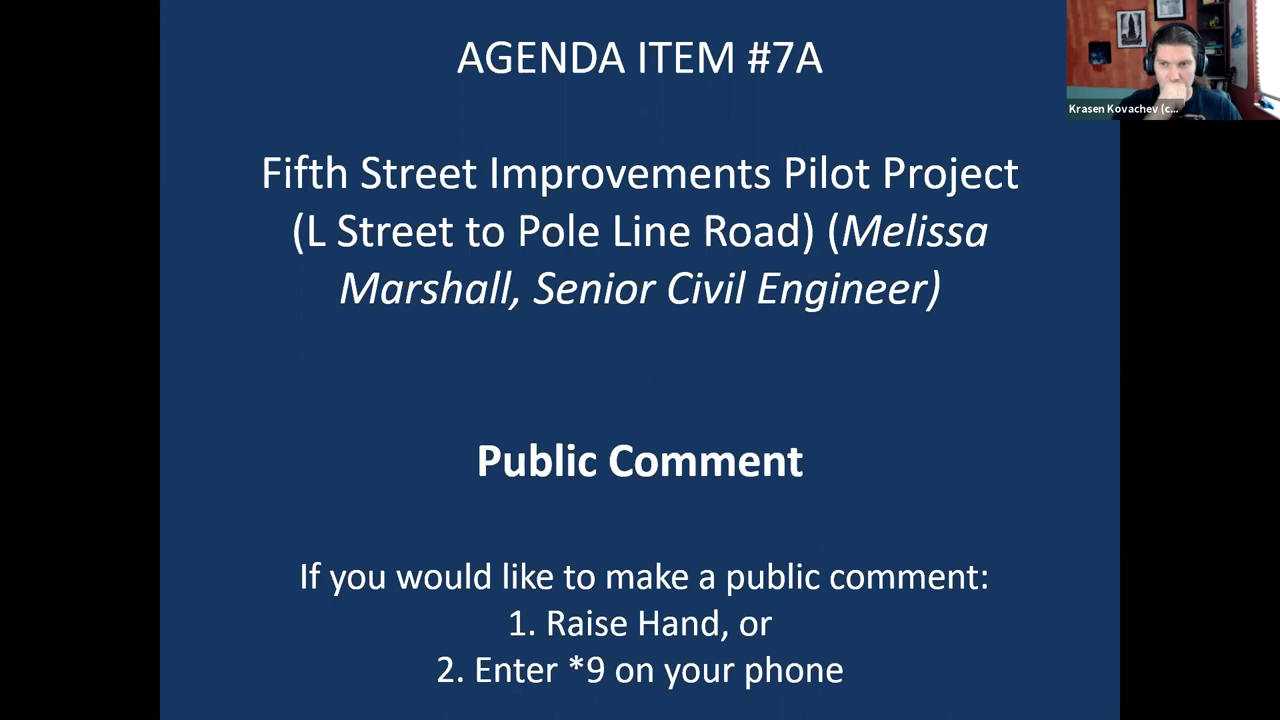 AGENDA ITEM #7A
Fifth Street Improvements Pilot Project
(L Street to Pole Line Road) (Melissa
Marshall, Senior Civil Engineer)
Public Comment
If you would like to make a public comment:
1. Raise Hand, or
2. Enter *9 on your phone
Krasen Kovachev (c...